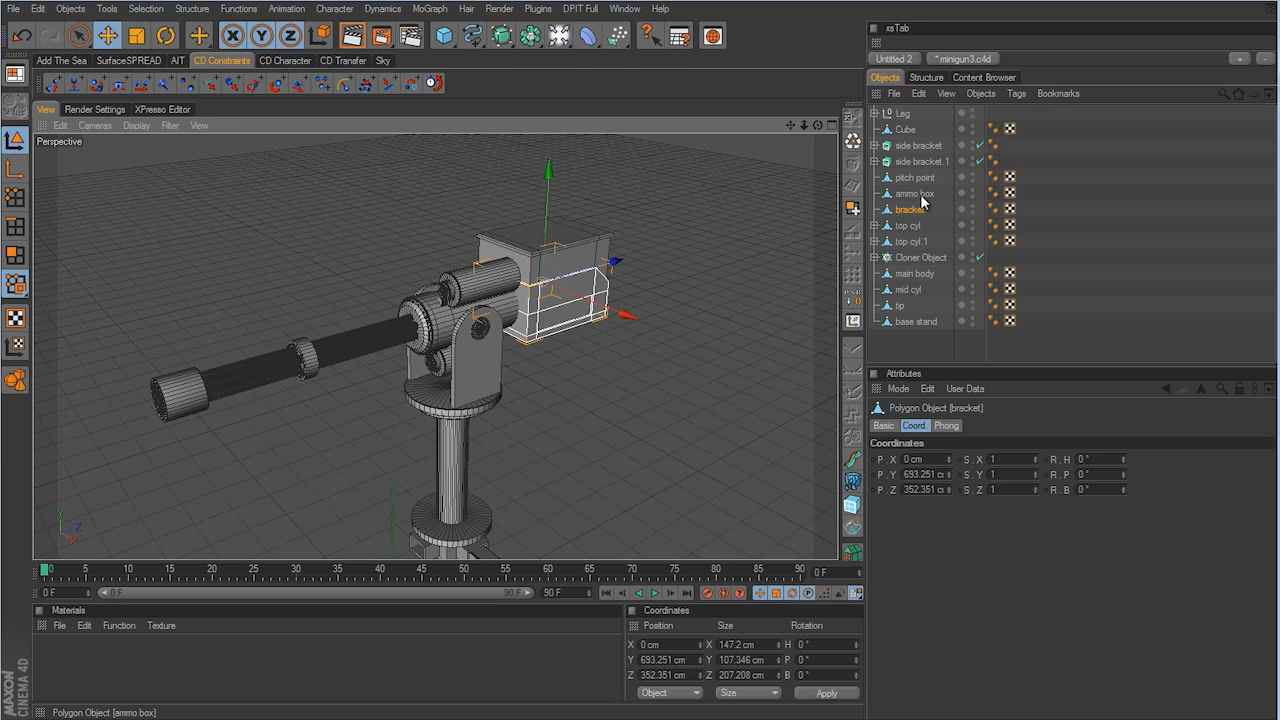 File Edit Objects Tools Selection Structure Functions Animation Character Dynamics MoGraph Hair Render Plugins DPIT Full Window Help
xsTab
Untitled 2 * minigun3.c4d + -
Add The Sea SurfaceSPREAD AIT CD Constraints CD Character CD Transfer Sky
Objects Structure Content Browser
File Edit View Objects Tags Bookmarks
View Render Settings XPresso Editor
Edit Cameras Display Filter View
Perspective
Leg
Cube
side bracket
side bracket.1
pitch point
ammo box
bracket
top cyl
top cyl.1
Cloner Object
main body
mid cyl
tip
base stand
Attributes
Mode Edit User Data
Polygon Object [bracket]
Basic Coord. Phong
Coordinates
P . X 0 cm S . X 1 R . H 0 °
P . Y 693.251 c S . Y 1 R . P 0 °
P . Z 352.351 c S . Z 1 R . B 0 °
P S R
Y Z X
0 5 10 15 20 25 30 35 40 45 50 55 60 65 70 75 80 85 90 0 F
0 F 0 F 90 F 90 F
Materials
File Edit Function Texture
Coordinates
Position Size Rotation
X 0 cm X 147.2 cm H 0 °
Y 693.251 cm Y 107.346 cm P 0 °
Z 352.351 cm Z 207.208 cm B 0 °
Object Size Apply
MAXON
CINEMA 4D
Polygon Object [ammo box]